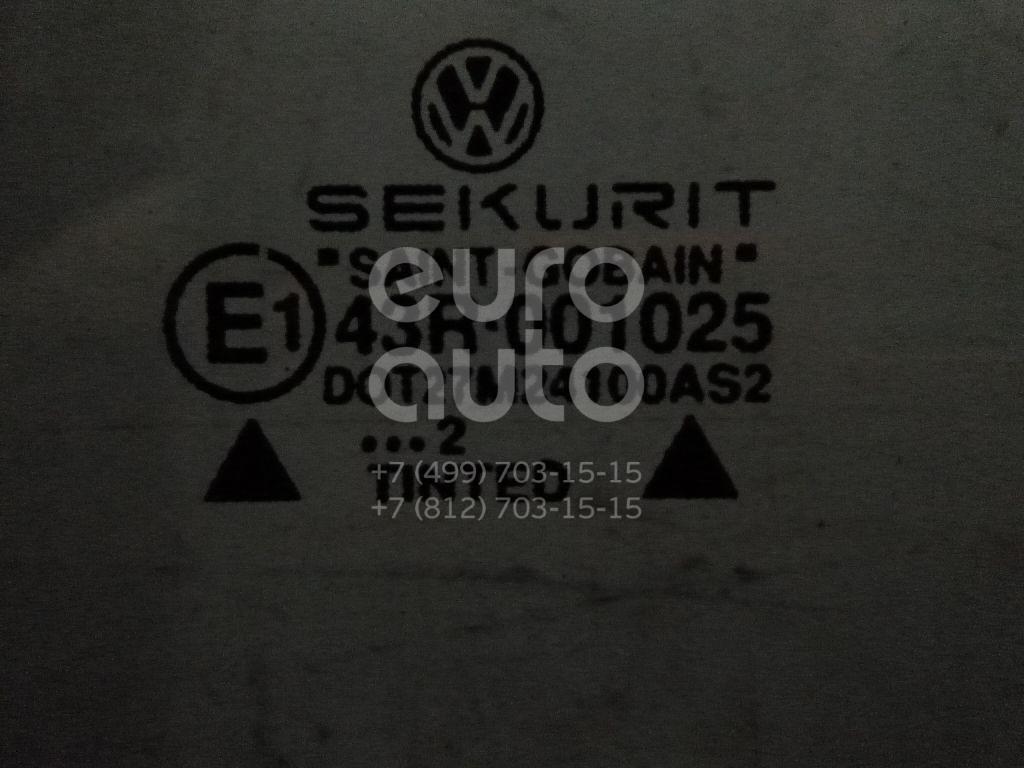 SEKURIT
"SAINT-GOBAIN"
E1 43R-001025
DOT27M24100AS2
...2
TINTED
euro
auto
+7 (499) 703-15-15
+7 (812) 703-15-15